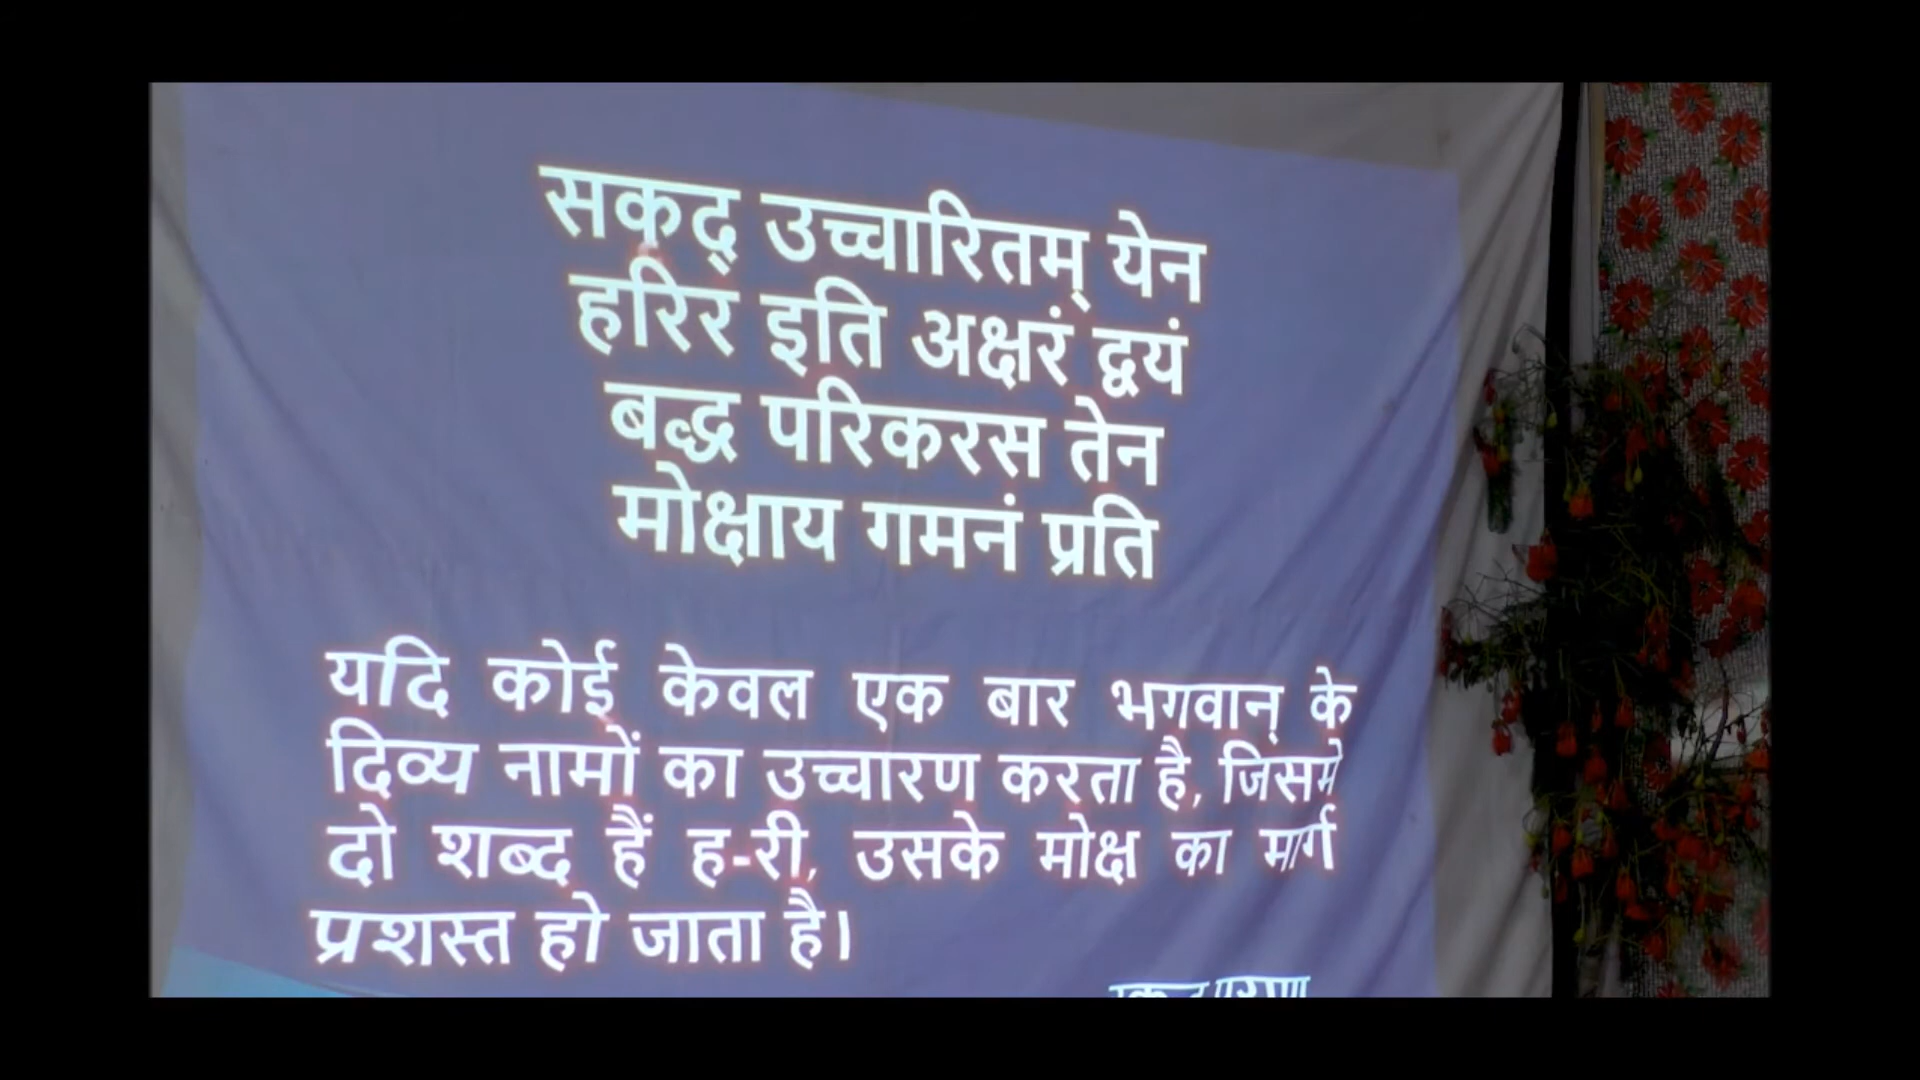 सकद् उच्चारितम् येन
हरिर इति अक्षरं द्वयं
बद्ध परिकरस तेन
मोक्षाय गमनं प्रति
यदि कोई केवल एक बार भगवान् के
दिव्य नामों का उच्चारण करता है, जिसमें
दो शब्द हैं ह-री, उसके मोक्ष का मार्ग
प्रशस्त हो जाता है।